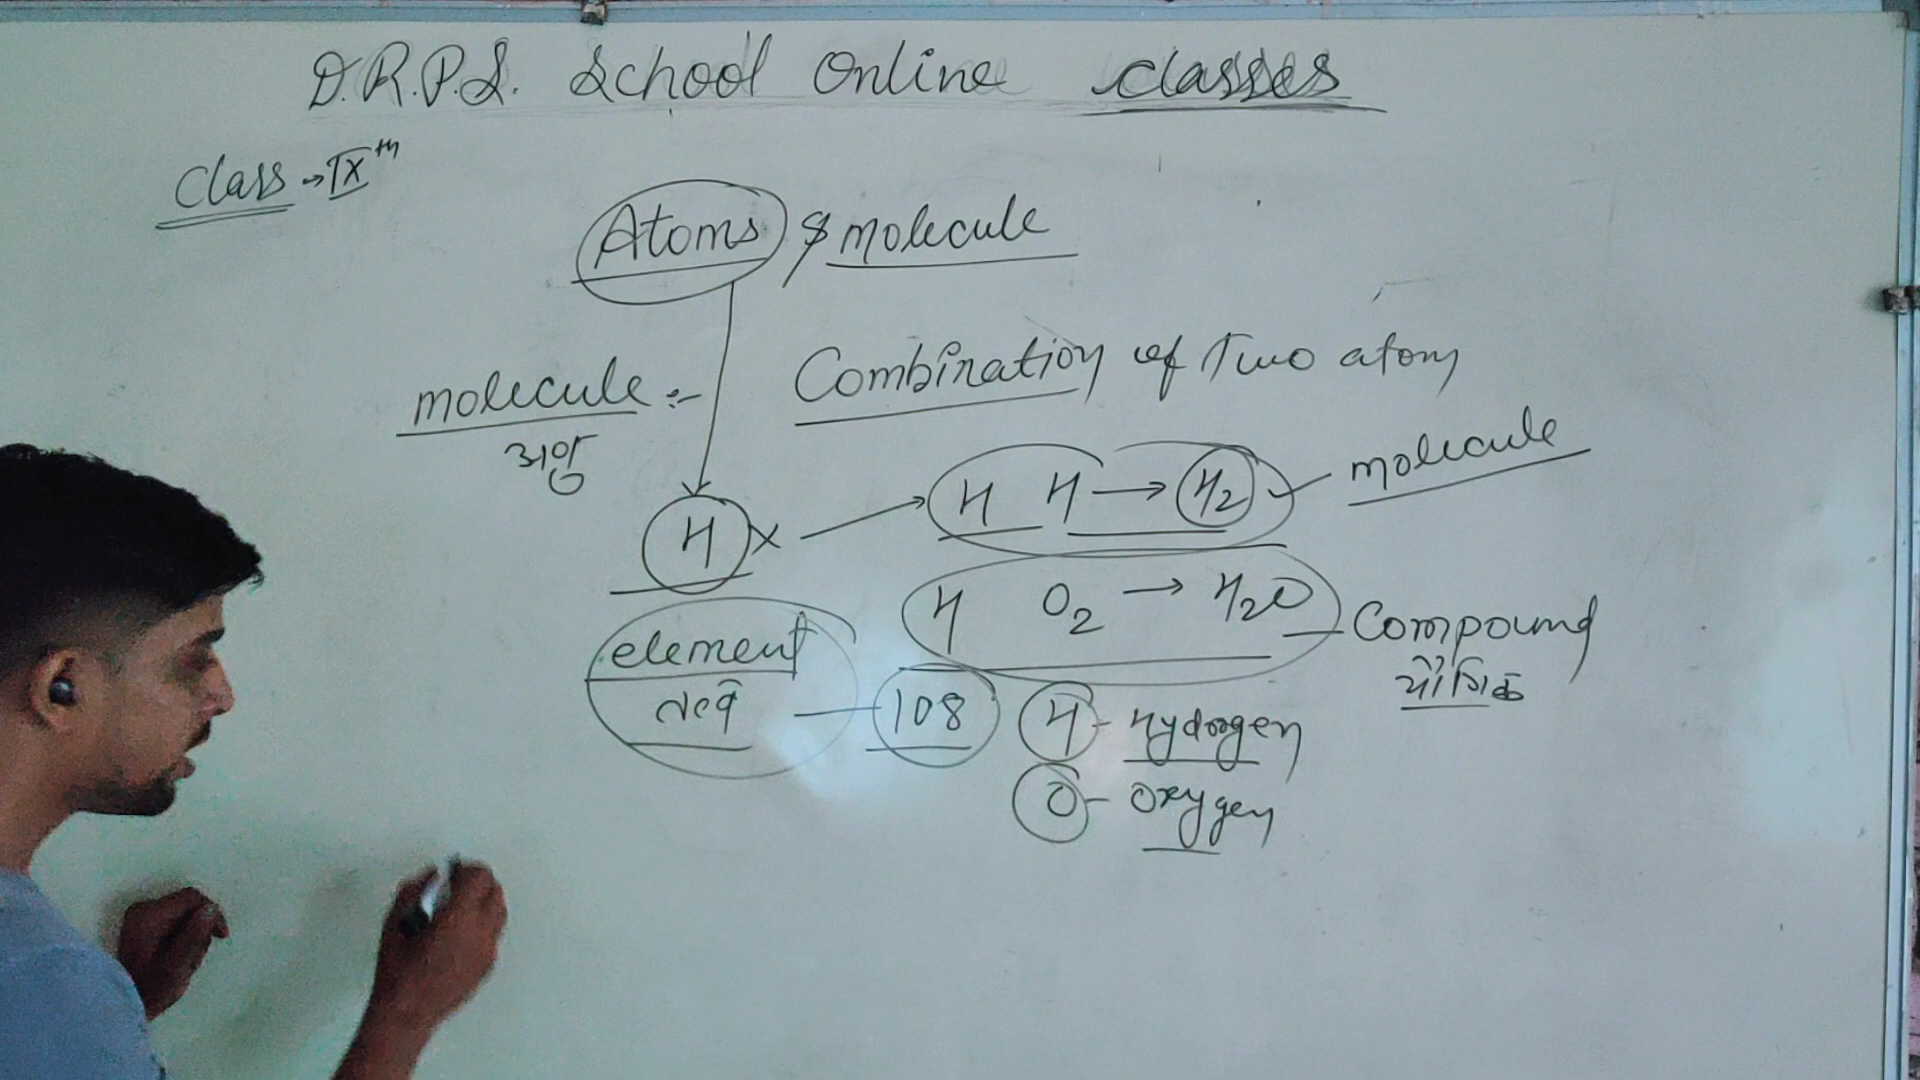 D.R.P.S. School Online classes
Class → IXth
Atoms & molecule
molecule :- Combination of Two atom
अणु
H x → H H → H2 molecule
H O2 → H2O Compound
element
यौगिक
तत्व 108 H - Hydrogen
O - Oxygen